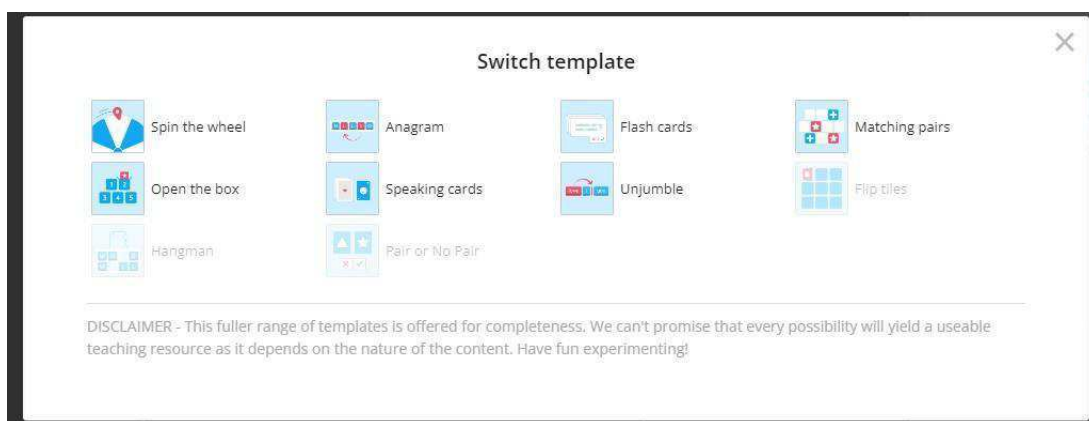 Switch template
Spin the wheel
Anagram
Flash cards
Matching pairs
Open the box
Speaking cards
Unjumble
Flip tiles
Hangman
Pair or No Pair
DISCLAIMER - This fuller range of templates is offered for completeness. We can't promise that every possibility will yield a useable
teaching resource as it depends on the nature of the content. Have fun experimenting!